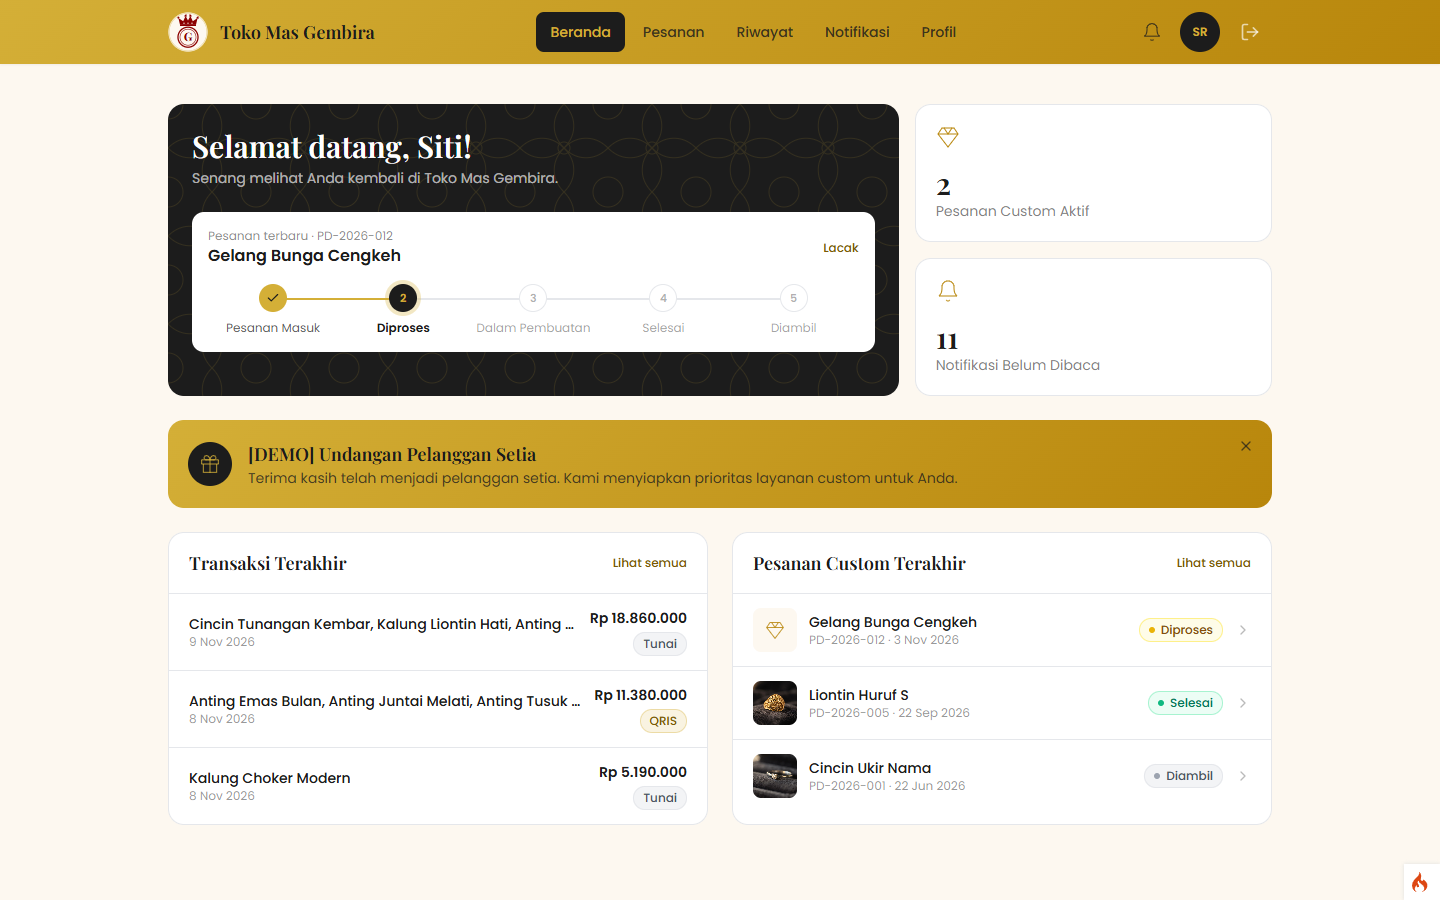 G
Toko Mas Gembira
Beranda
Pesanan
Riwayat
Notifikasi
Profil
SR
Selamat datang, Siti!
Senang melihat Anda kembali di Toko Mas Gembira.
Pesanan terbaru · PD-2026-012
Gelang Bunga Cengkeh
Lacak
2
3
4
5
Pesanan Masuk
Diproses
Dalam Pembuatan
Selesai
Diambil
2
Pesanan Custom Aktif
11
Notifikasi Belum Dibaca
[DEMO] Undangan Pelanggan Setia
Terima kasih telah menjadi pelanggan setia. Kami menyiapkan prioritas layanan custom untuk Anda.
Transaksi Terakhir
Lihat semua
Cincin Tunangan Kembar, Kalung Liontin Hati, Anting ...
9 Nov 2026
Rp 18.860.000
Tunai
Anting Emas Bulan, Anting Juntai Melati, Anting Tusuk ...
8 Nov 2026
Rp 11.380.000
QRIS
Kalung Choker Modern
8 Nov 2026
Rp 5.190.000
Tunai
Pesanan Custom Terakhir
Lihat semua
Gelang Bunga Cengkeh
PD-2026-012 · 3 Nov 2026
Diproses
Liontin Huruf S
PD-2026-005 · 22 Sep 2026
Selesai
Cincin Ukir Nama
PD-2026-001 · 22 Jun 2026
Diambil